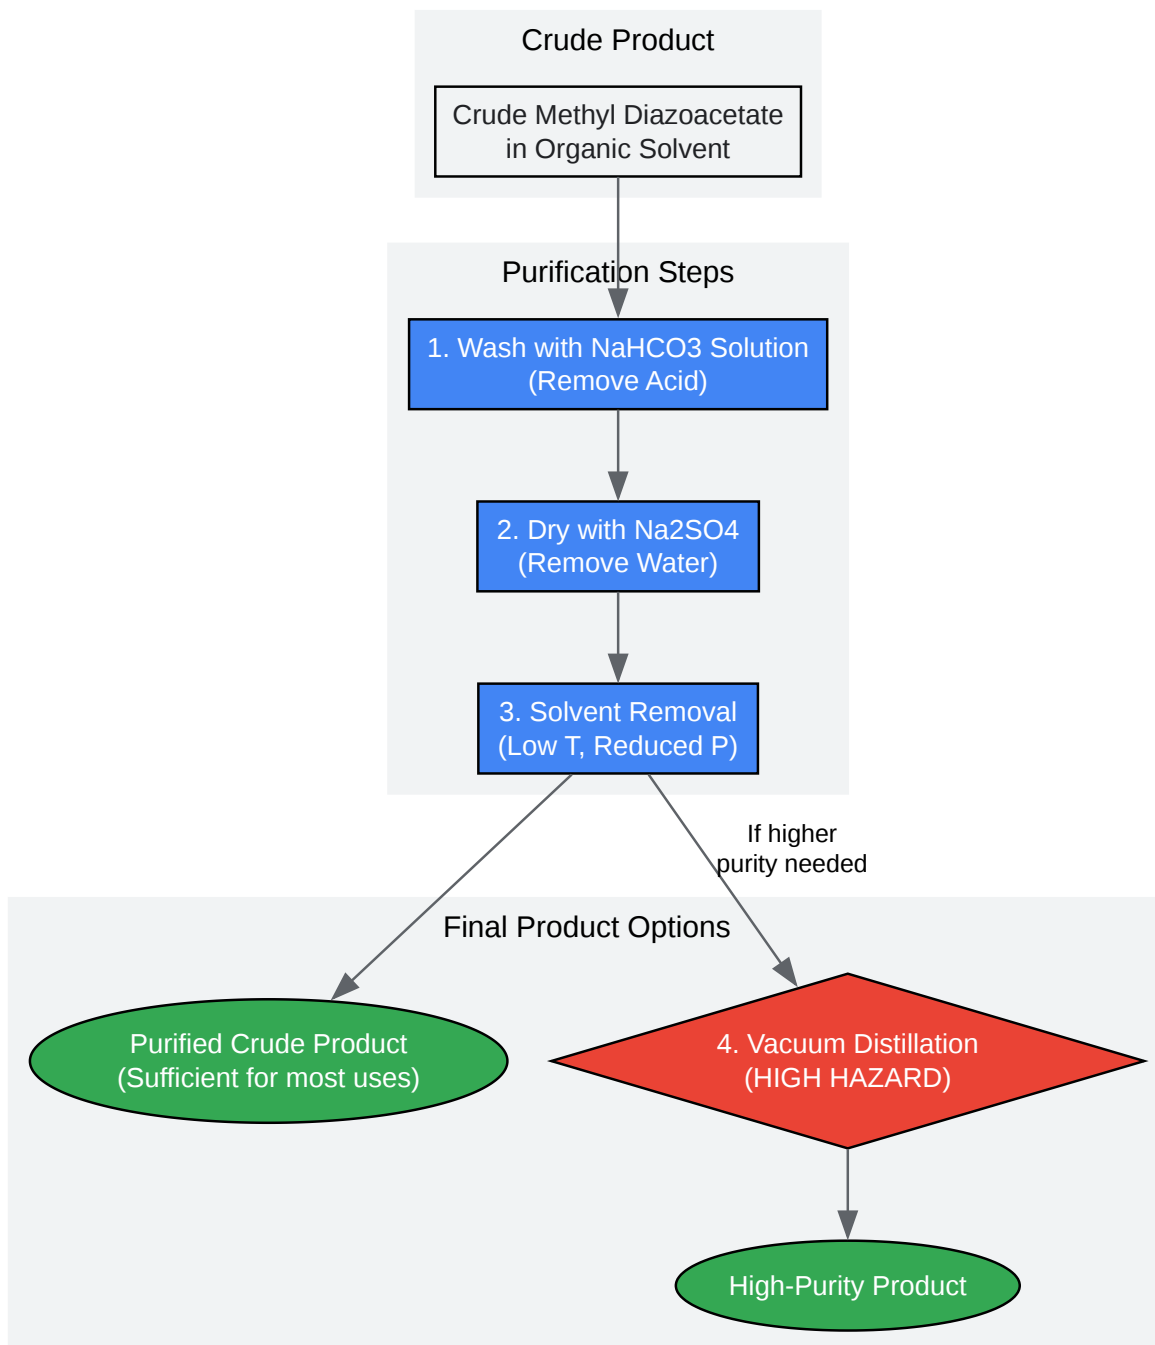 Crude Product
Crude Methyl Diazoacetate
in Organic Solvent
Purification Steps
1. Wash with NaHCO3 Solution
(Remove Acid)
2. Dry with Na2SO4
(Remove Water)
3. Solvent Removal
(Low T, Reduced P)
If higher
purity needed
Final Product Options
Purified Crude Product
(Sufficient for most uses)
4. Vacuum Distillation
(HIGH HAZARD)
High-Purity Product